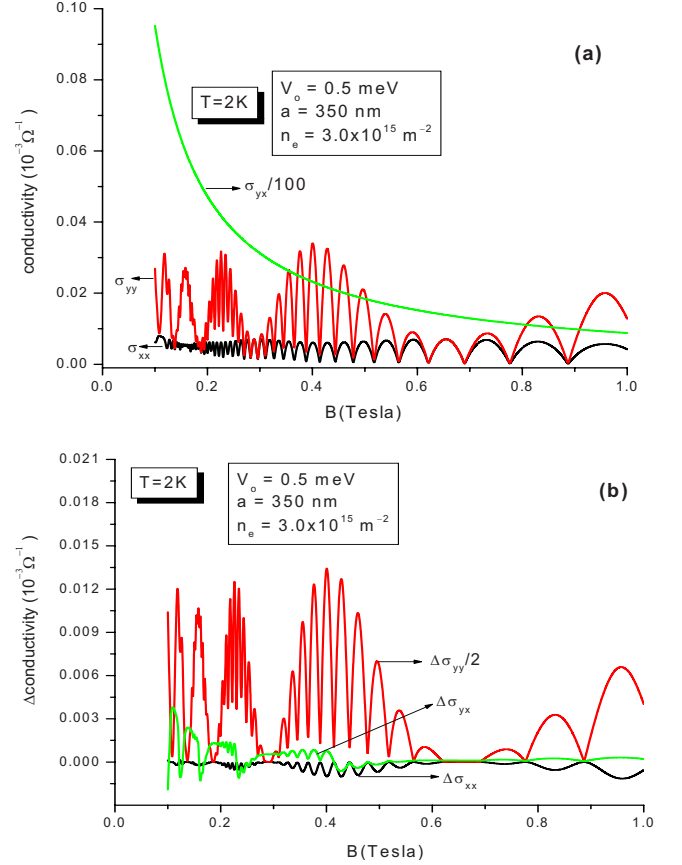 0.10
(a)
V_o = 0.5 meV
T=2K
a = 350 nm
n_e = 3.0x10^15 m^-2
0.08
0.06
0.04
0.02
0.00
conductivity (10^-3 Ω^-1)
σ_yx/100
σ_yy
σ_xx
0.0 0.2 0.4 0.6 0.8 1.0
B(Tesla)
0.021
T=2K
V_o = 0.5 meV
(b)
a = 350 nm
n_e = 3.0x10^15 m^-2
0.018
0.015
0.012
0.009
0.006
0.003
0.000
Δconductivity (10^-3 Ω^-1)
Δσ_yy/2
Δσ_yx
Δσ_xx
0.0 0.2 0.4 0.6 0.8 1.0
B(Tesla)